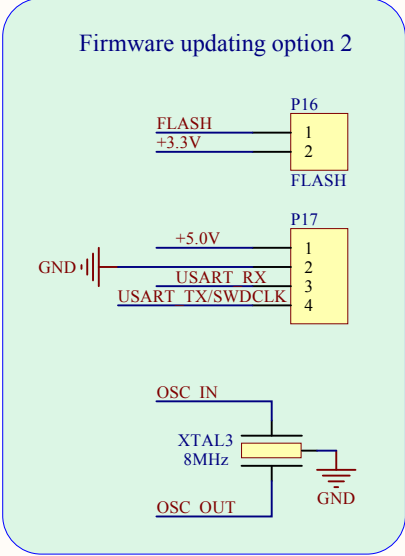 Firmware updating option 2
P16
FLASH 1
+3.3V 2
FLASH
P17
+5.0V 1
GND 2
USART_RX 3
USART_TX/SWDCLK 4
OSC_IN
XTAL3
8MHz
GND
OSC_OUT